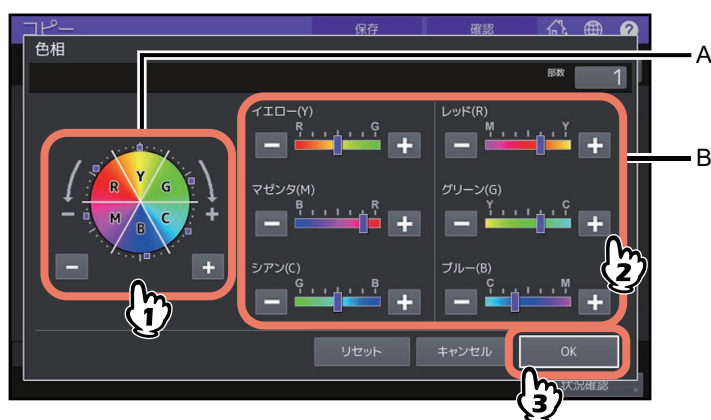 コピー 保存 確認 ?
色相
部数 1
A
B
イエロー(Y)
R G
− +
レッド(R)
M Y
− +
マゼンタ(M)
B R
− +
グリーン(G)
Y C
− +
シアン(C)
G B
− +
ブルー(B)
C M
− +
Y
R G
M C
B
− +
− +
1
2
リセット キャンセル OK
状況確認
3